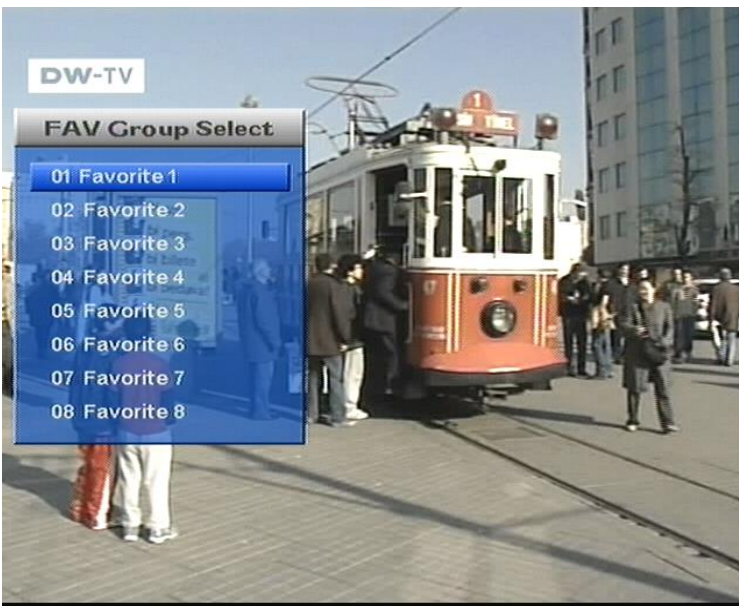 DW-TV
FAV Group Select
01 Favorite 1
02 Favorite 2
03 Favorite 3
04 Favorite 4
05 Favorite 5
06 Favorite 6
07 Favorite 7
08 Favorite 8
1
TÜNEL